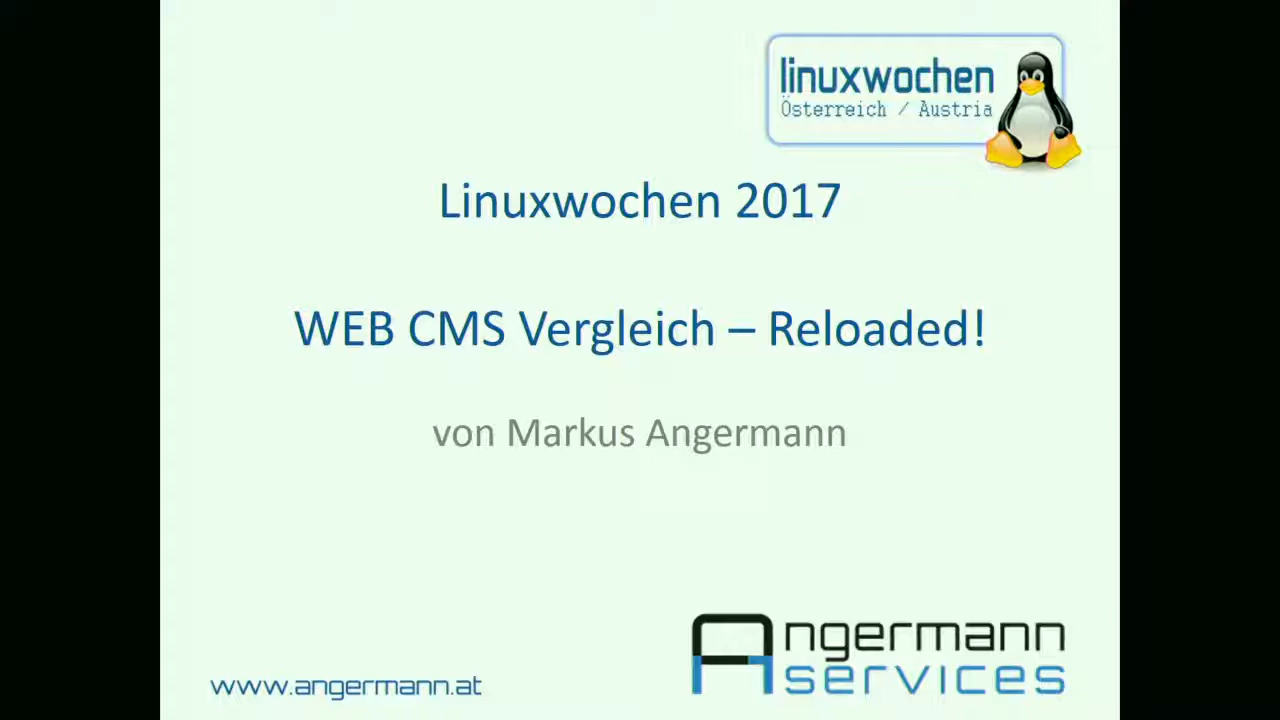 linuxwochen
Österreich / Austria
Linuxwochen 2017
WEB CMS Vergleich – Reloaded!
von Markus Angermann
www.angermann.at
Angermann
services